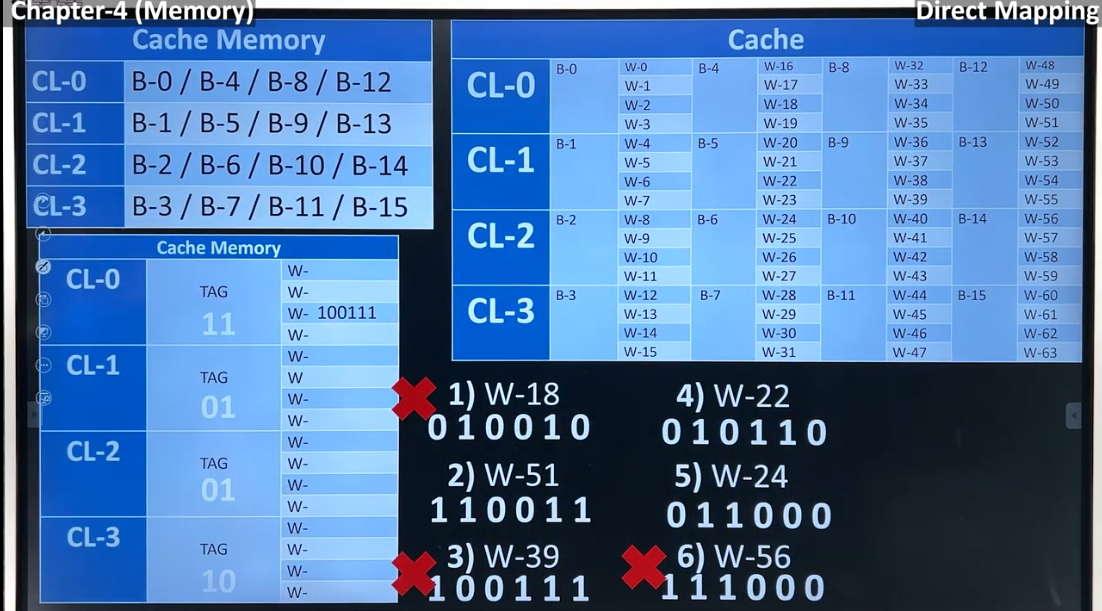 Chapter-4 (Memory)
Direct Mapping
Cache Memory
CL-0 B-0 / B-4 / B-8 / B-12
CL-1 B-1 / B-5 / B-9 / B-13
CL-2 B-2 / B-6 / B-10 / B-14
CL-3 B-3 / B-7 / B-11 / B-15
Cache
CL-0 B-0 W-0 B-4 W-16 B-8 W-32 B-12 W-48
W-1 W-17 W-33 W-49
W-2 W-18 W-34 W-50
W-3 W-19 W-35 W-51
CL-1 B-1 W-4 B-5 W-20 B-9 W-36 B-13 W-52
W-5 W-21 W-37 W-53
W-6 W-22 W-38 W-54
W-7 W-23 W-39 W-55
CL-2 B-2 W-8 B-6 W-24 B-10 W-40 B-14 W-56
W-9 W-25 W-41 W-57
W-10 W-26 W-42 W-58
W-11 W-27 W-43 W-59
CL-3 B-3 W-12 B-7 W-28 B-11 W-44 B-15 W-60
W-13 W-29 W-45 W-61
W-14 W-30 W-46 W-62
W-15 W-31 W-47 W-63
Cache Memory
CL-0 TAG 11 W-
W-
W- 100111
W-
CL-1 TAG 01 W-
W
W-
W-
CL-2 TAG 01 W-
W-
W-
W-
CL-3 TAG 10 W-
W-
W-
W-
1) W-18
010010
2) W-51
110011
3) W-39
100111
4) W-22
010110
5) W-24
011000
6) W-56
111000